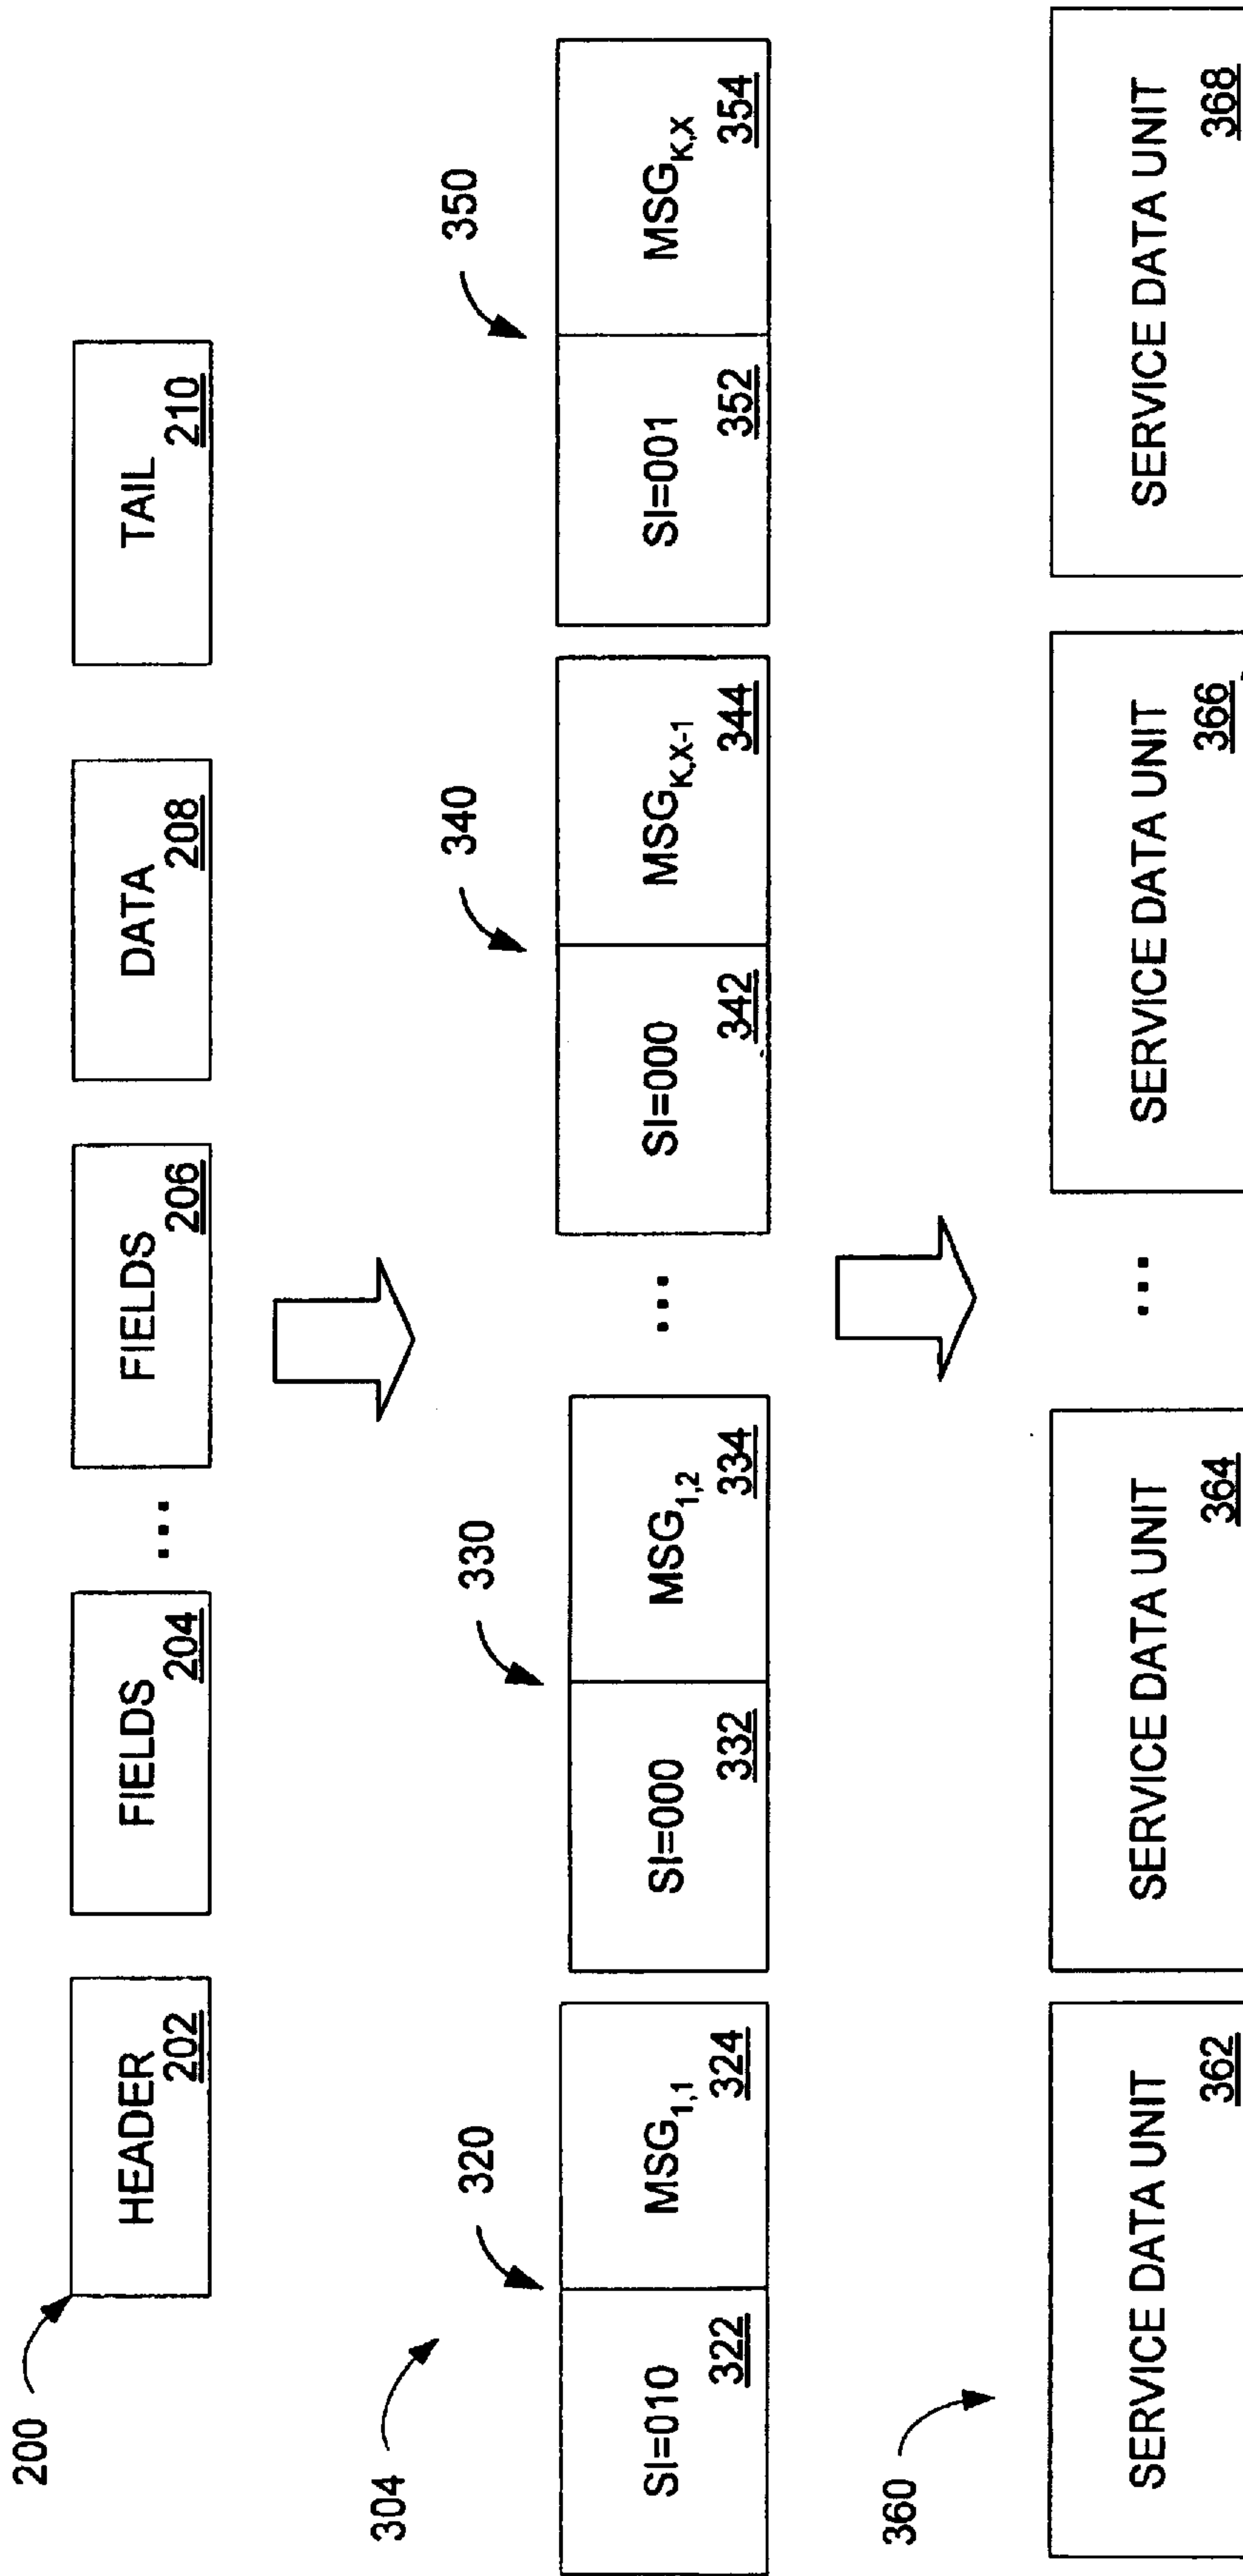 200
HEADER
202
FIELDS
204
...
FIELDS
206
DATA
208
TAIL
210
304
320
SI=010
322
MSG1,1
324
330
SI=000
332
MSG1,2
334
...
340
SI=000
342
MSGK,X-1
344
350
SI=001
352
MSGK,X
354
360
SERVICE DATA UNIT
362
SERVICE DATA UNIT
364
...
SERVICE DATA UNIT
366
SERVICE DATA UNIT
368